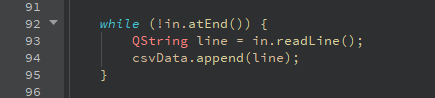 91
92 while (!in.atEnd()) {
93 QString line = in.readLine();
94 csvData.append(line);
95 }
96